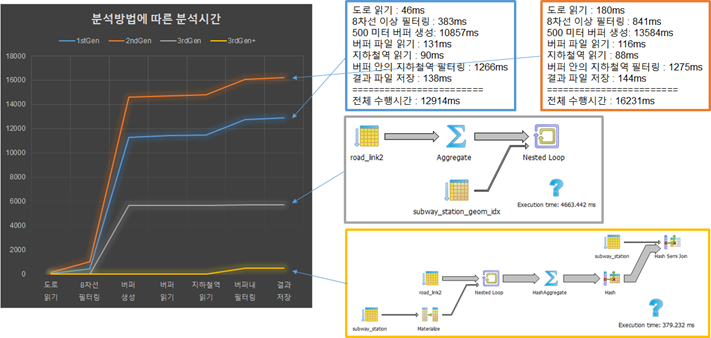 분석방법에 따른 분석시간
1stGen 2ndGen 3rdGen 3rdGen+
18000
16000
14000
12000
10000
8000
6000
4000
2000
0
도로 읽기
8차선 필터링
버퍼 생성
버퍼 읽기
지하철역 읽기
버퍼내 필터링
결과 저장
도로 읽기 : 46ms
8차선 이상 필터링 : 383ms
500 미터 버퍼 생성: 10857ms
버퍼 파일 읽기 : 131ms
지하철역 읽기 : 90ms
버퍼 안의 지하철역 필터링 : 1266ms
결과 파일 저장 : 138ms
========================
전체 수행시간 : 12914ms
도로 읽기 : 180ms
8차선 이상 필터링 : 841ms
500 미터 버퍼 생성 : 13584ms
버퍼 파일 읽기 : 116ms
지하철역 읽기 : 88ms
버퍼 안의 지하철역 필터링 : 1275ms
결과 파일 저장 : 144ms
========================
전체 수행시간 : 16231ms
road_link2
Aggregate
Nested Loop
subway_station_geom_idx
Execution time: 4663.442 ms
subway_station
Hash Semi Join
road_link2
Nested Loop
HashAggregate
Hash
subway_station
Materialize
Execution time: 379.232 ms